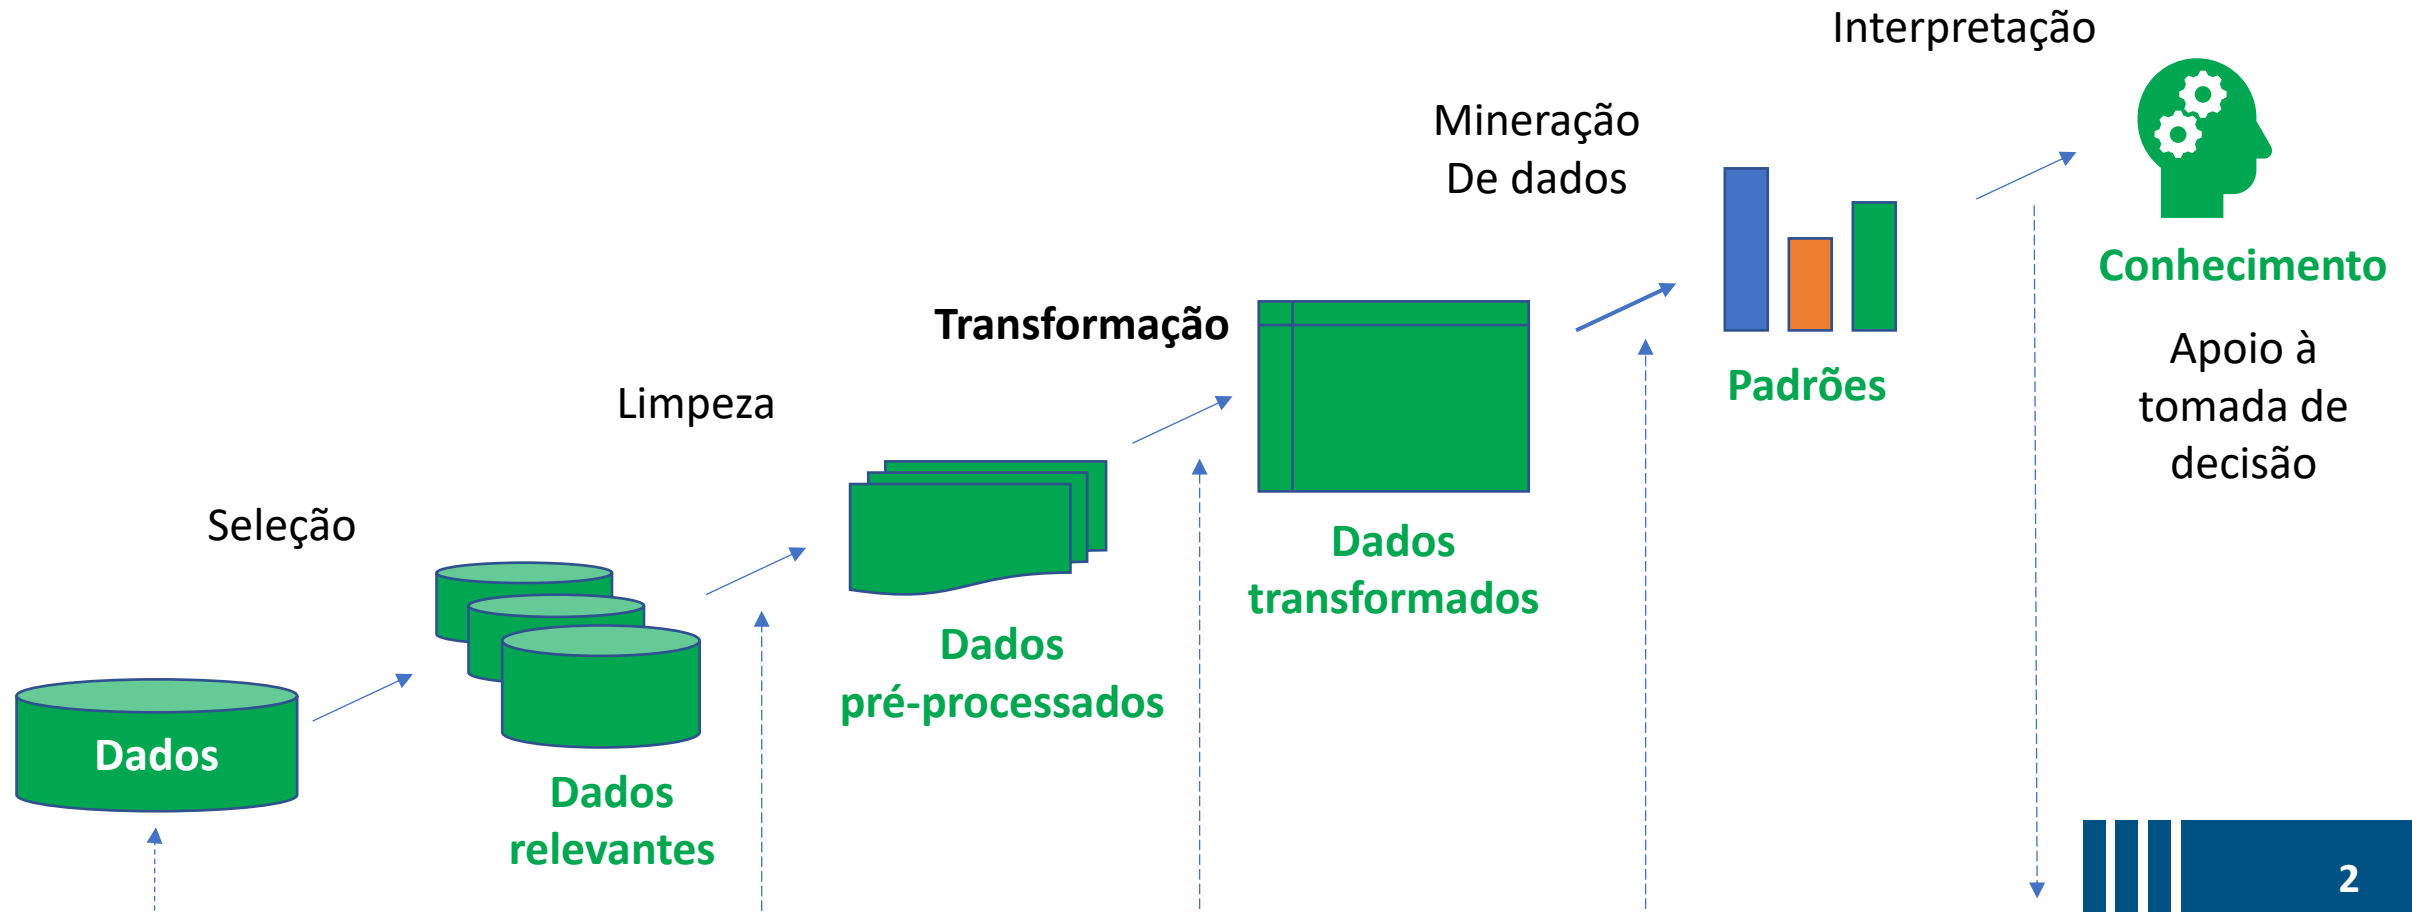 Interpretação
Mineração
De dados
Conhecimento
Transformação
Apoio à
tomada de
decisão
Padrões
Limpeza
Seleção
Dados
transformados
Dados
pré-processados
Dados
Dados
relevantes
2